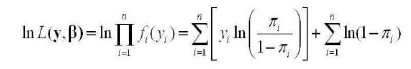 ln L(y,β) = ln ∏_{i=1}^{n} f_i(y_i) = ∑_{i=1}^{n} [ y_i ln( π_i / (1−π_i) ) ] + ∑_{i=1}^{n} ln(1−π_i)